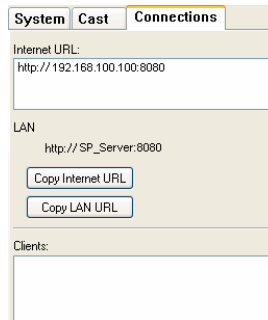 System Cast Connections
Internet URL:
http://192.168.100.100:8080
LAN
http://SP_Server:8080
Copy Internet URL
Copy LAN URL
Clients: